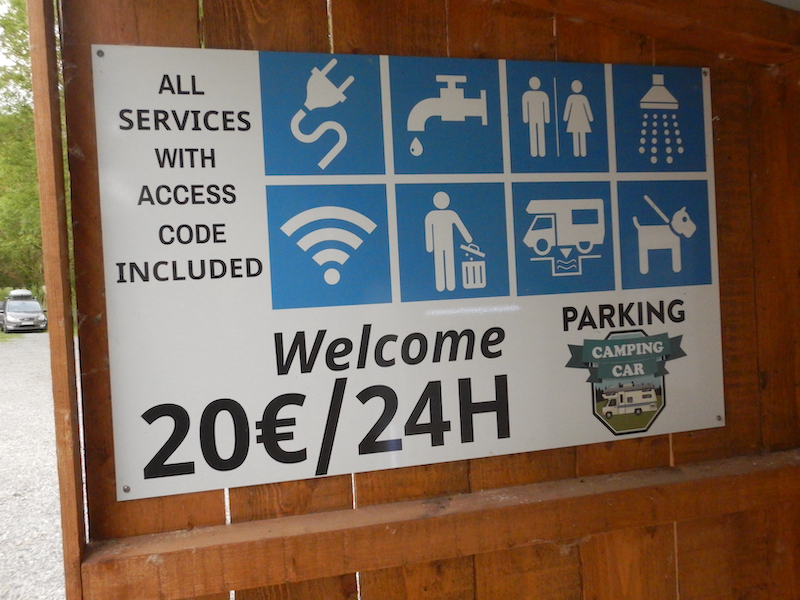 ALL
SERVICES
WITH
ACCESS
CODE
INCLUDED
Welcome
20€/24H
PARKING
CAMPING
CAR